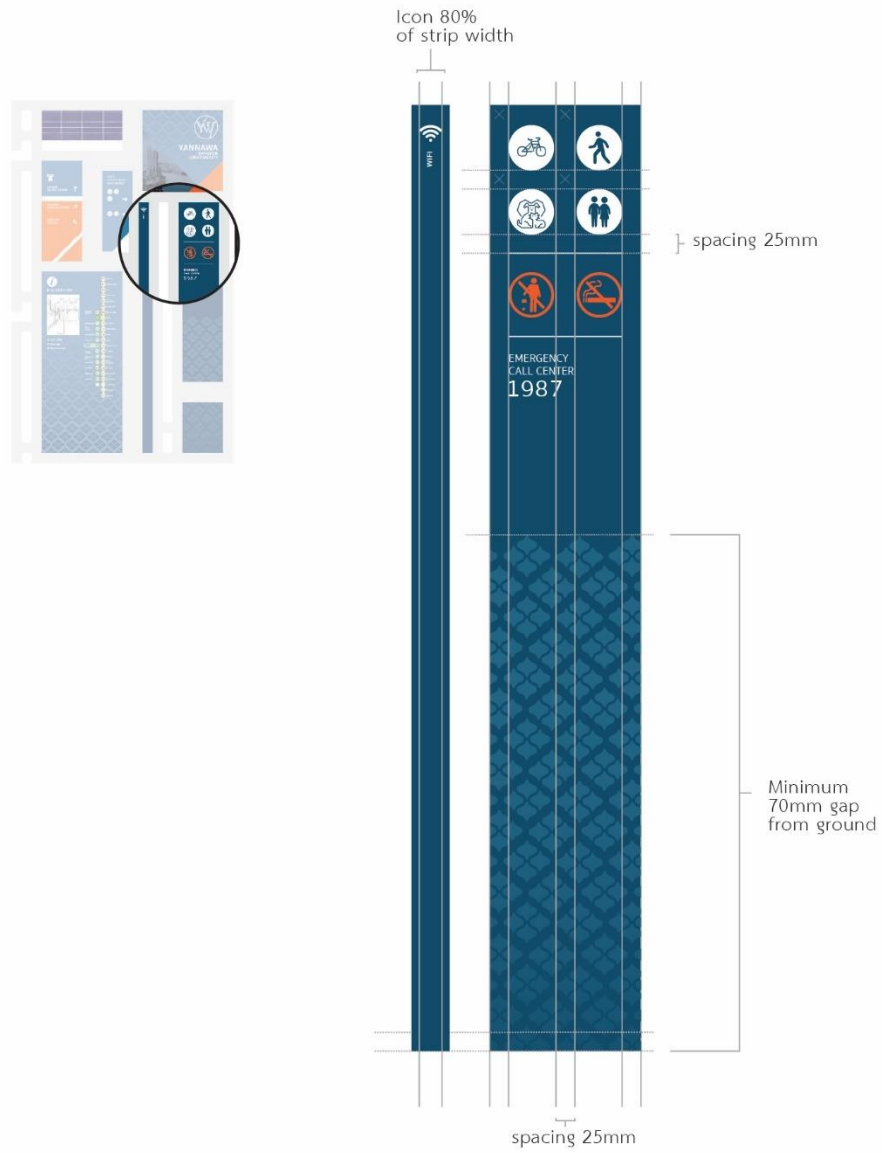 Icon 80%
of strip width
YANNAWA
WIFI
spacing 25mm
EMERGENCY
CALL CENTER
1987
Minimum
70mm gap
from ground
spacing 25mm